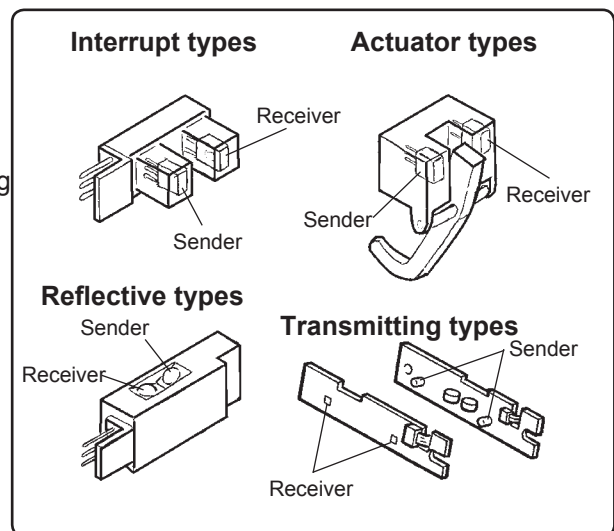 Interrupt types
Actuator types
Receiver
Sender
g
Receiver
Sender
Reflective types
Sender
Receiver
Transmitting types
Sender
Receiver